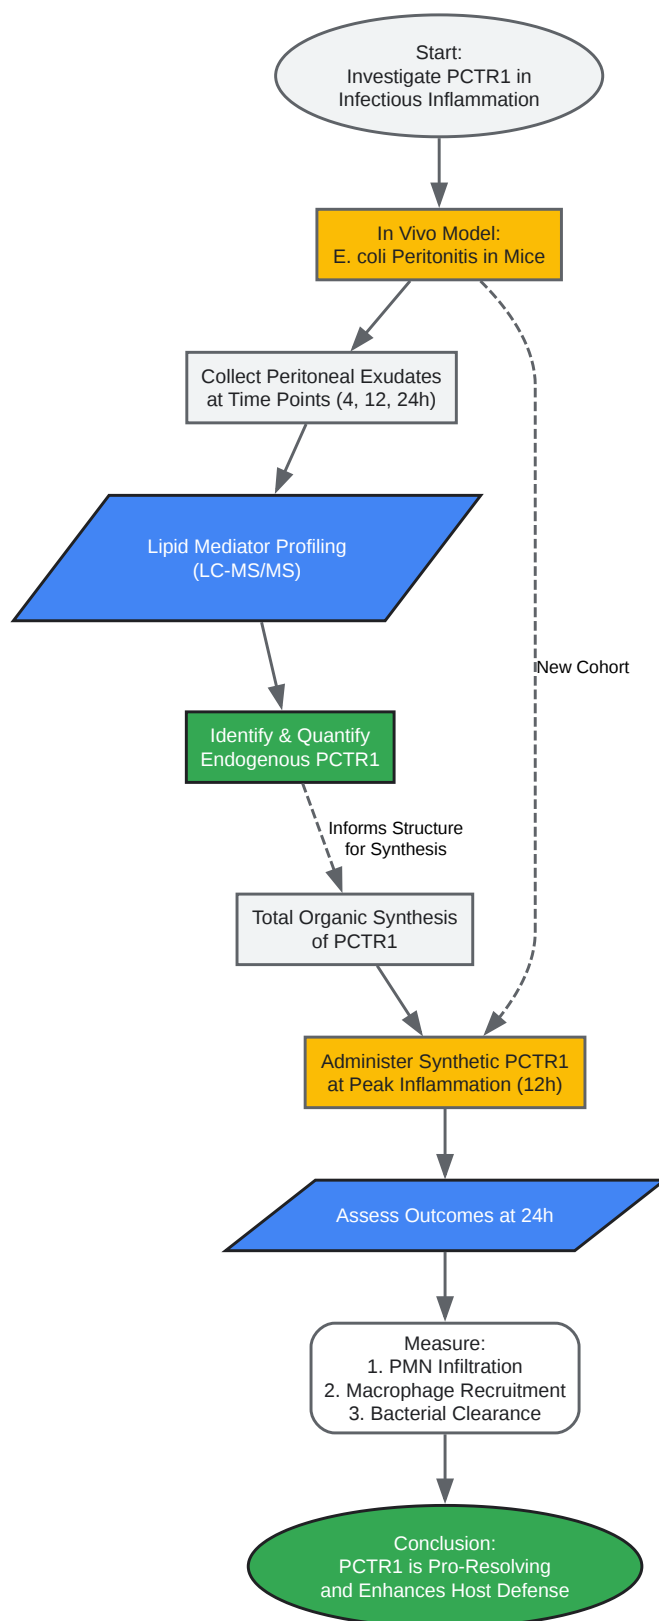 Start:
Investigate PCTR1 in
Infectious Inflammation
In Vivo Model:
E. coli Peritonitis in Mice
Collect Peritoneal Exudates
at Time Points (4, 12, 24h)
Lipid Mediator Profiling
(LC-MS/MS)
New Cohort
Identify & Quantify
Endogenous PCTR1
Informs Structure
for Synthesis
Total Organic Synthesis
of PCTR1
Administer Synthetic PCTR1
at Peak Inflammation (12h)
Assess Outcomes at 24h
Measure:
1. PMN Infiltration
2. Macrophage Recruitment
3. Bacterial Clearance
Conclusion:
PCTR1 is Pro-Resolving
and Enhances Host Defense